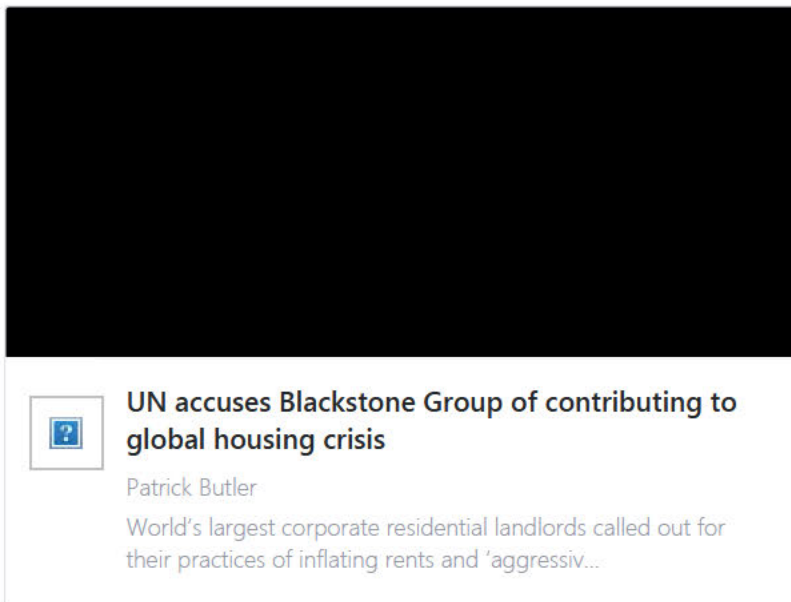 ?
UN accuses Blackstone Group of contributing to
global housing crisis
Patrick Butler
World’s largest corporate residential landlords called out for
their practices of inflating rents and ‘aggressiv...